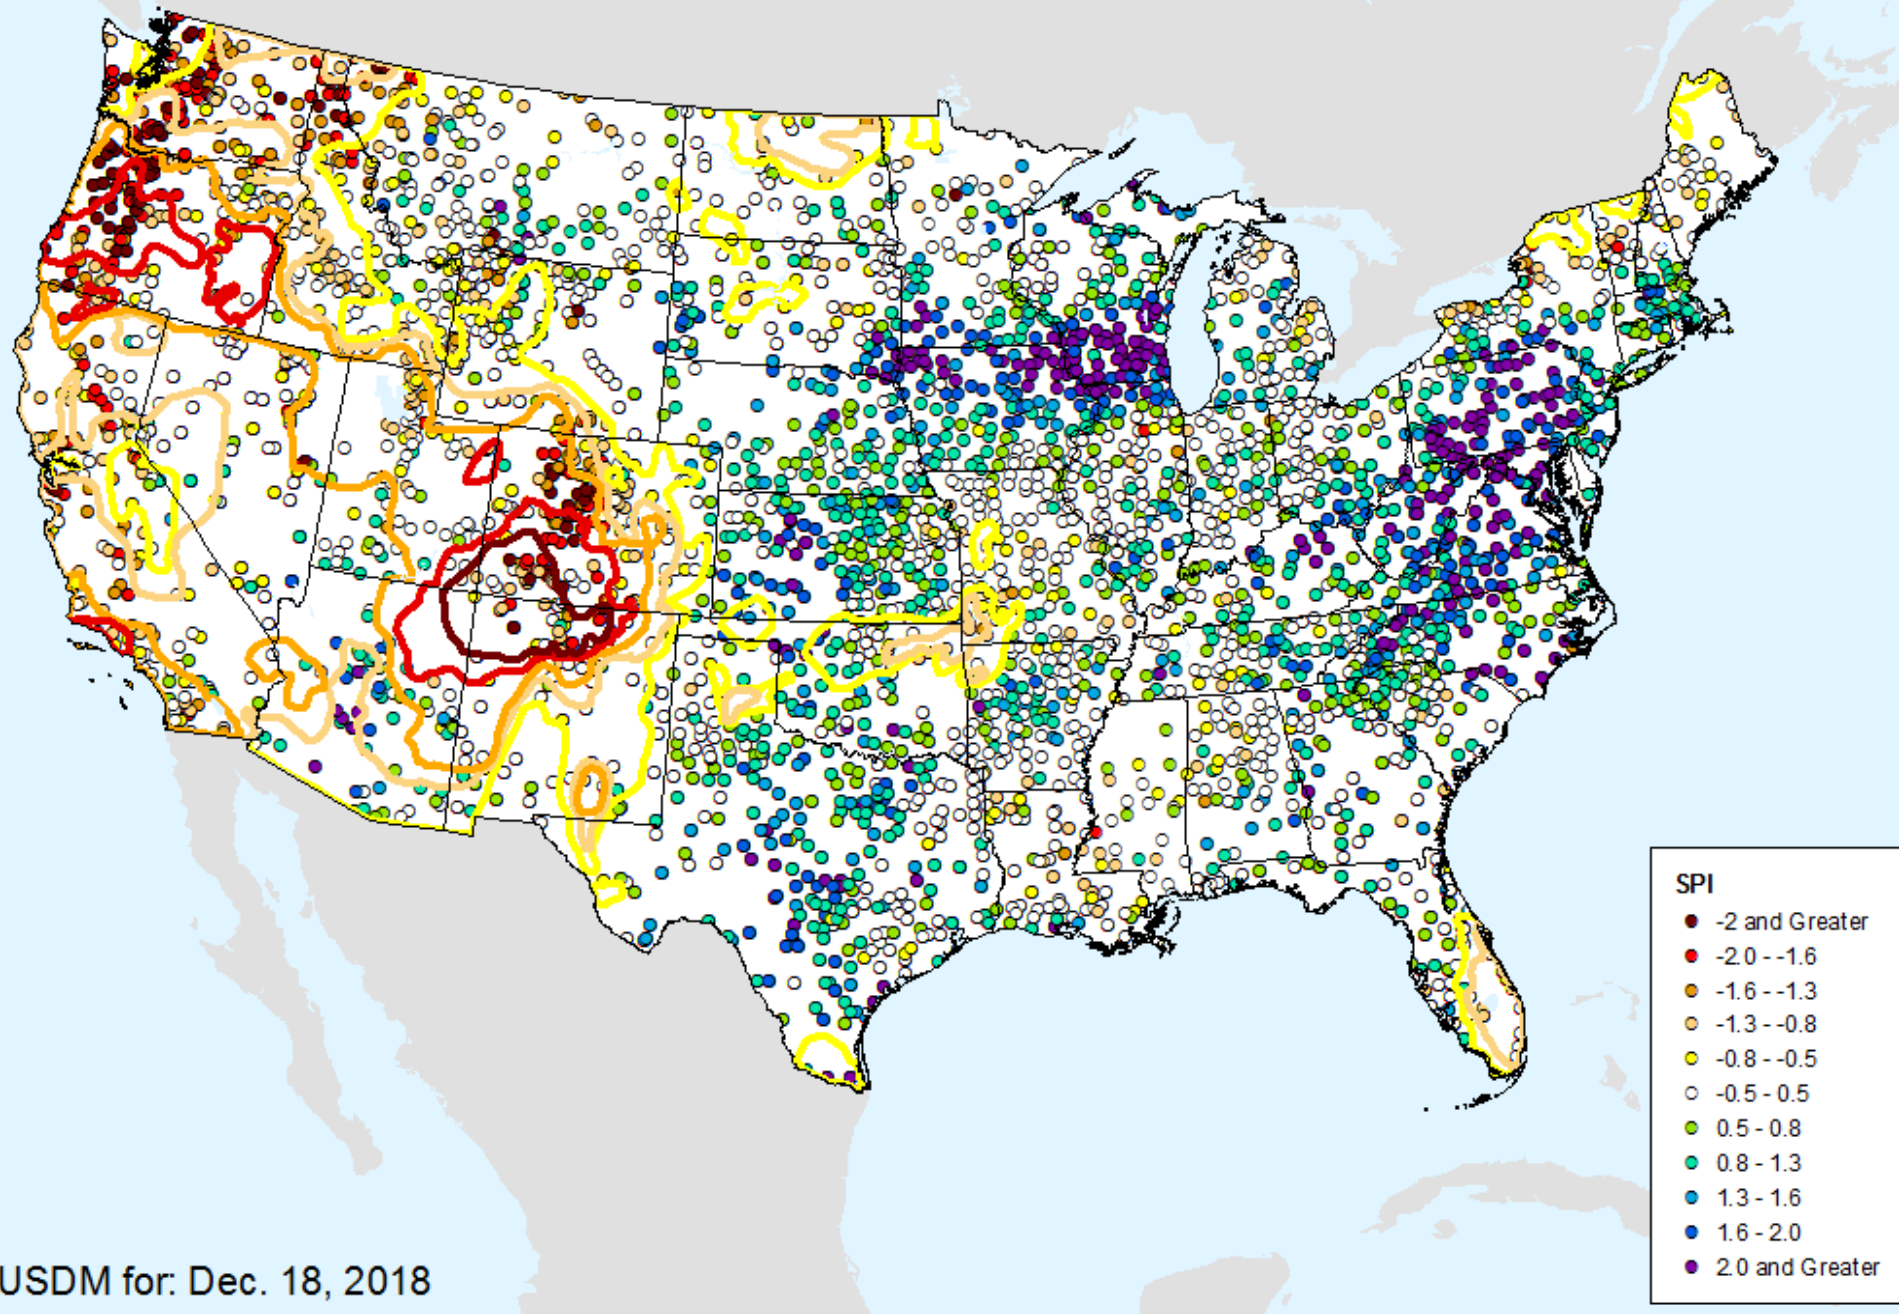 SPI
-2 and Greater
-2.0 - -1.6
-1.6 - -1.3
-1.3 - -0.8
-0.8 - -0.5
-0.5 - 0.5
0.5 - 0.8
0.8 - 1.3
1.3 - 1.6
1.6 - 2.0
2.0 and Greater
USDM for: Dec. 18, 2018